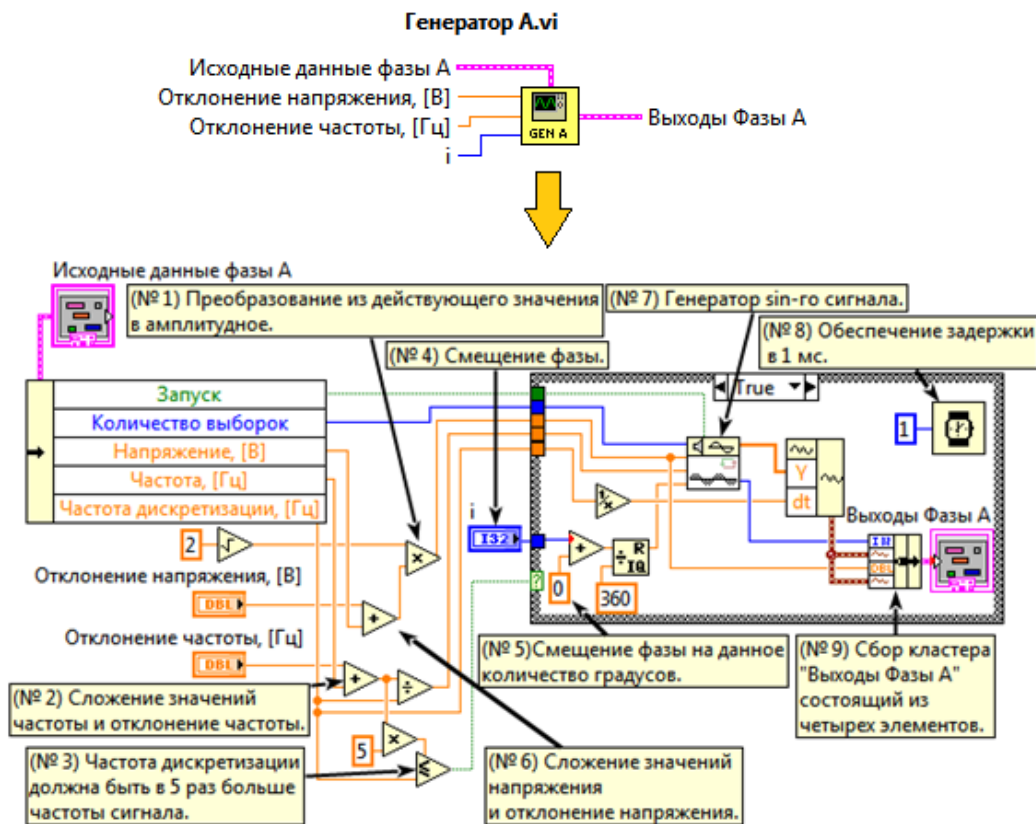 Генератор А.vi
Исходные данные фазы А
Отклонение напряжения, [В]
Отклонение частоты, [Гц]
i
GEN A
Выходы Фазы А
Исходные данные фазы А
(№ 1) Преобразование из действующего значения
в амплитудное.
(№ 7) Генератор sin-го сигнала.
(№ 8) Обеспечение задержки
в 1 мс.
(№ 4) Смещение фазы.
True
Запуск
Количество выборок
Напряжение, [В]
Частота, [Гц]
Частота дискретизации, [Гц]
1
Y
dt
1/x
i
I32
Выходы Фазы А
2
√
×
+
R
IQ
DBL
0
360
Отклонение напряжения, [В]
DBL
+
Отклонение частоты, [Гц]
DBL
+
÷
(№ 5)Смещение фазы на данное
количество градусов.
(№ 9) Сбор кластера
"Выходы Фазы А"
состоящий из
четырех элементов.
(№ 2) Сложение значений
частоты и отклонение частоты.
5
×
≤
(№ 3) Частота дискретизации
должна быть в 5 раз больше
частоты сигнала.
(№ 6) Сложение значений
напряжения
и отклонение напряжения.